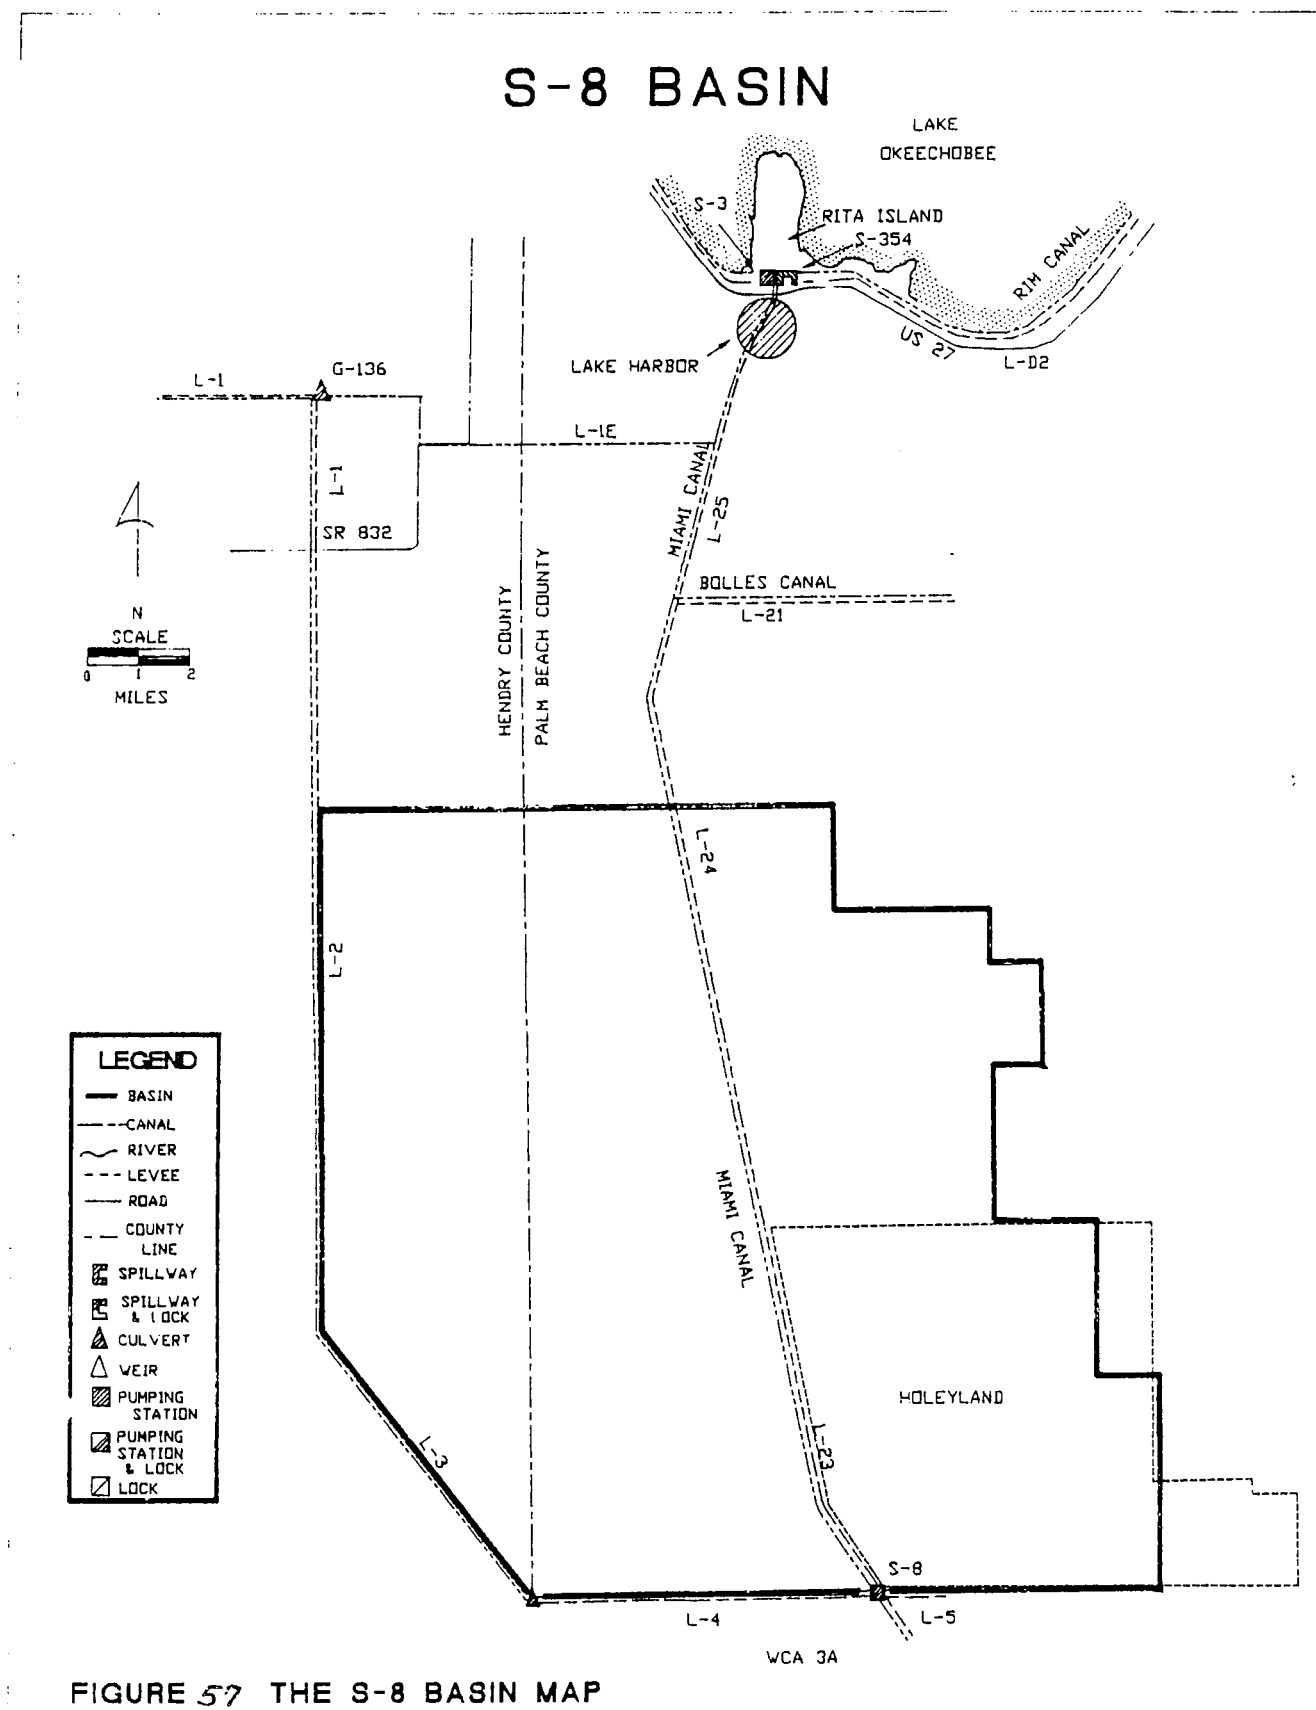 S-8 BASIN
LAKE
OKEECHOBEE
S-3
RITA ISLAND
S-354
RIM CANAL
US 27
L-D2
LAKE HARBOR
L-1
G-136
L-1E
L-1
MIAMI CANAL
L-25
SR 832
BOLLES CANAL
L-21
HENDRY COUNTY
PALM BEACH COUNTY
N
SCALE
0 1 2
MILES
L-24
L-2
LEGEND
BASIN
CANAL
RIVER
LEVEE
ROAD
COUNTY
LINE
SPILLWAY
SPILLWAY
& LOCK
CULVERT
WEIR
PUMPING
STATION
PUMPING
STATION
& LOCK
LOCK
MIAMI CANAL
HOLEYLAND
L-3
L-23
S-8
L-4
L-5
WCA 3A
FIGURE 57 THE S-8 BASIN MAP